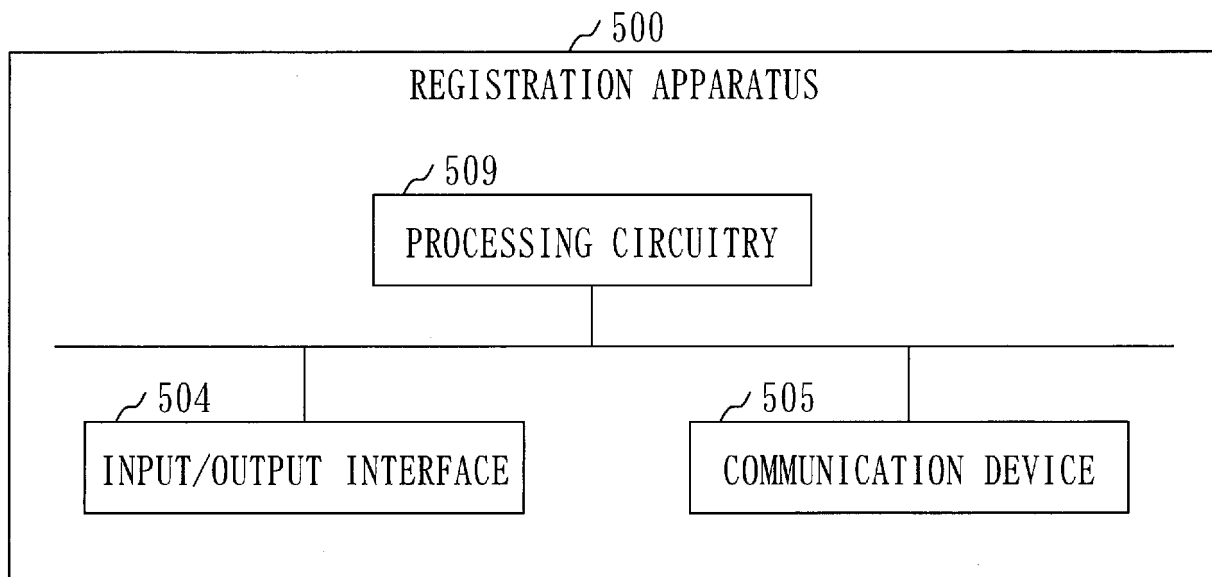 500
REGISTRATION APPARATUS
509
PROCESSING CIRCUITRY
504
INPUT/OUTPUT INTERFACE
505
COMMUNICATION DEVICE